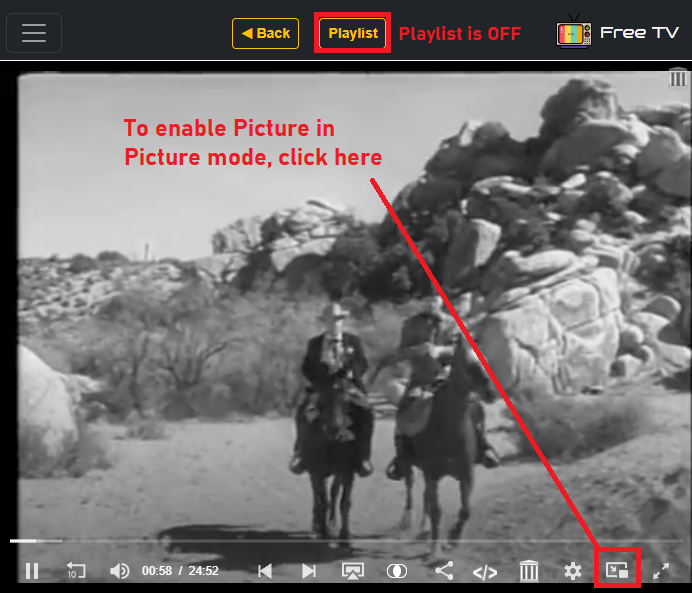 ◀ Back
Playlist
Playlist is OFF
Free TV
To enable Picture in
Picture mode, click here
10
00:58 / 24:52
</>